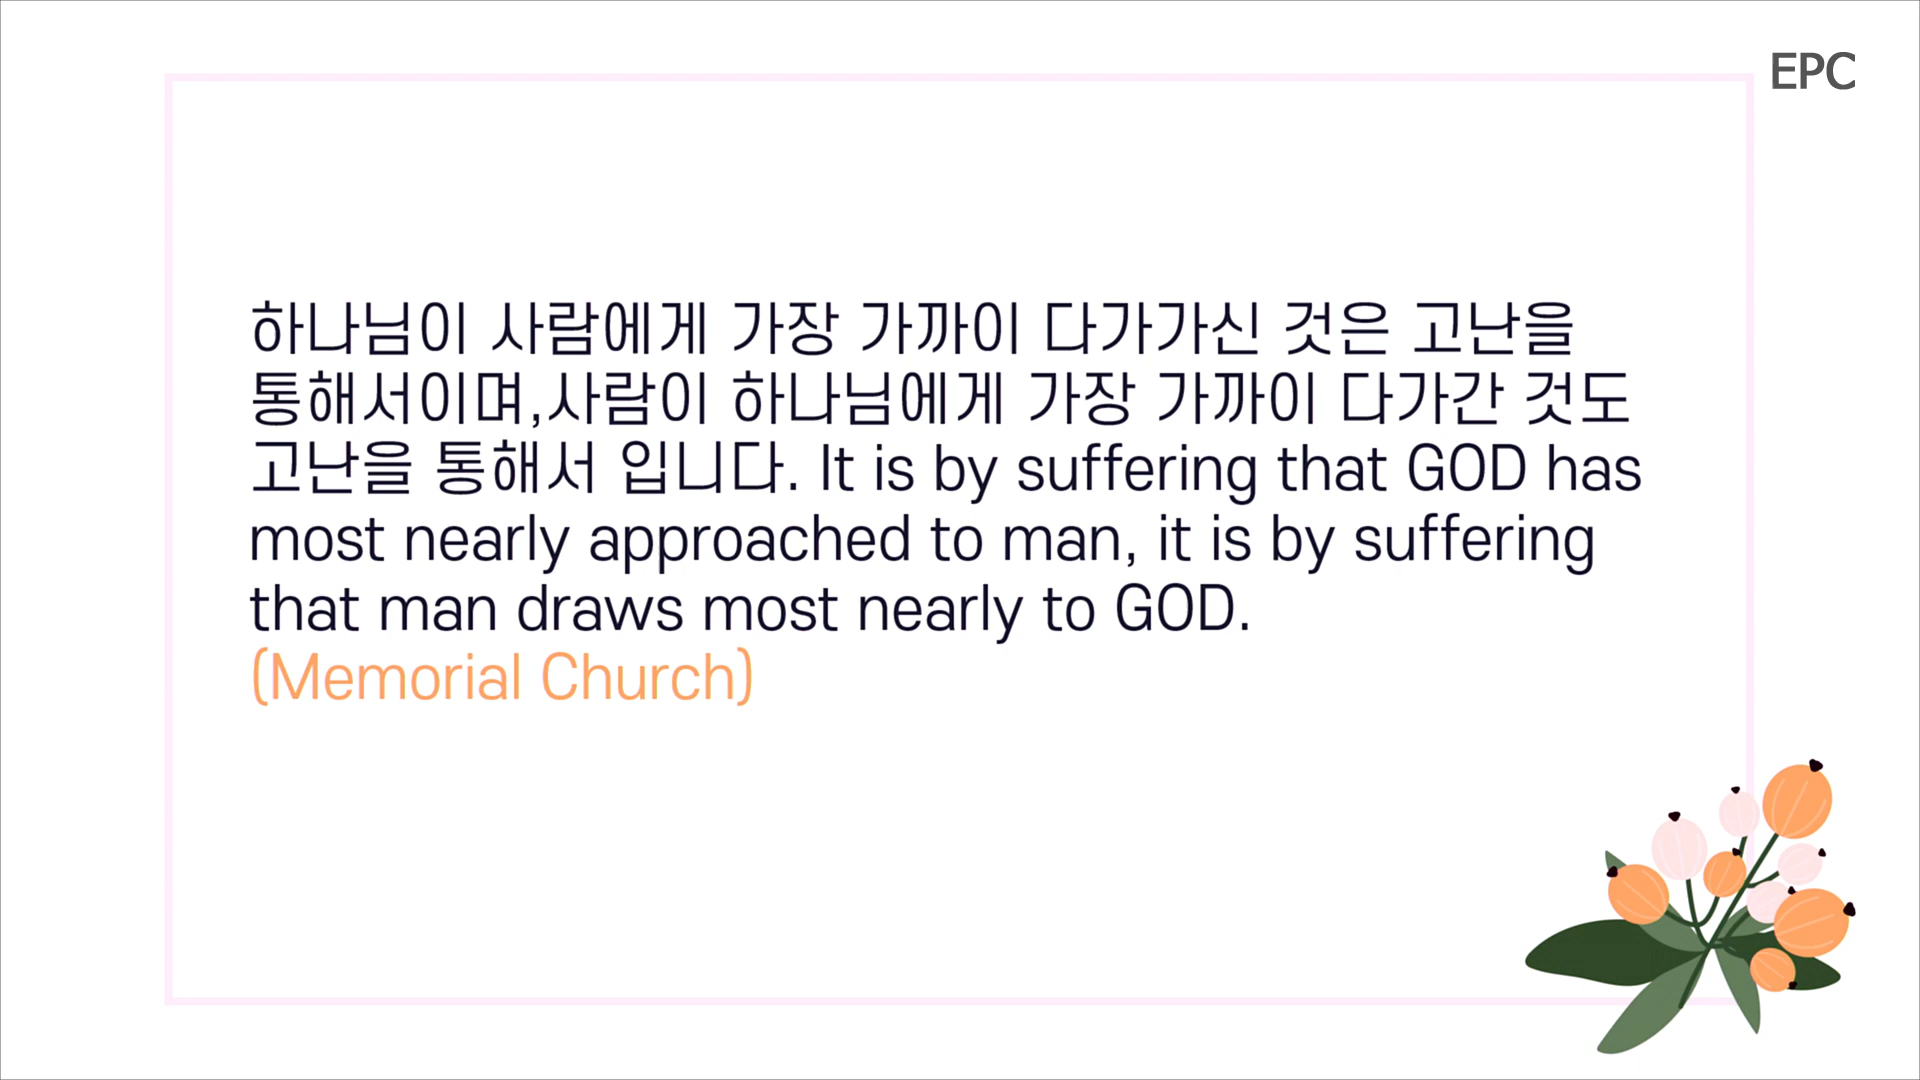 EPC
하나님이 사람에게 가장 가까이 다가가신 것은 고난을
통해서이며,사람이 하나님에게 가장 가까이 다가간 것도
고난을 통해서 입니다. It is by suffering that GOD has
most nearly approached to man, it is by suffering
that man draws most nearly to GOD.
(Memorial Church)